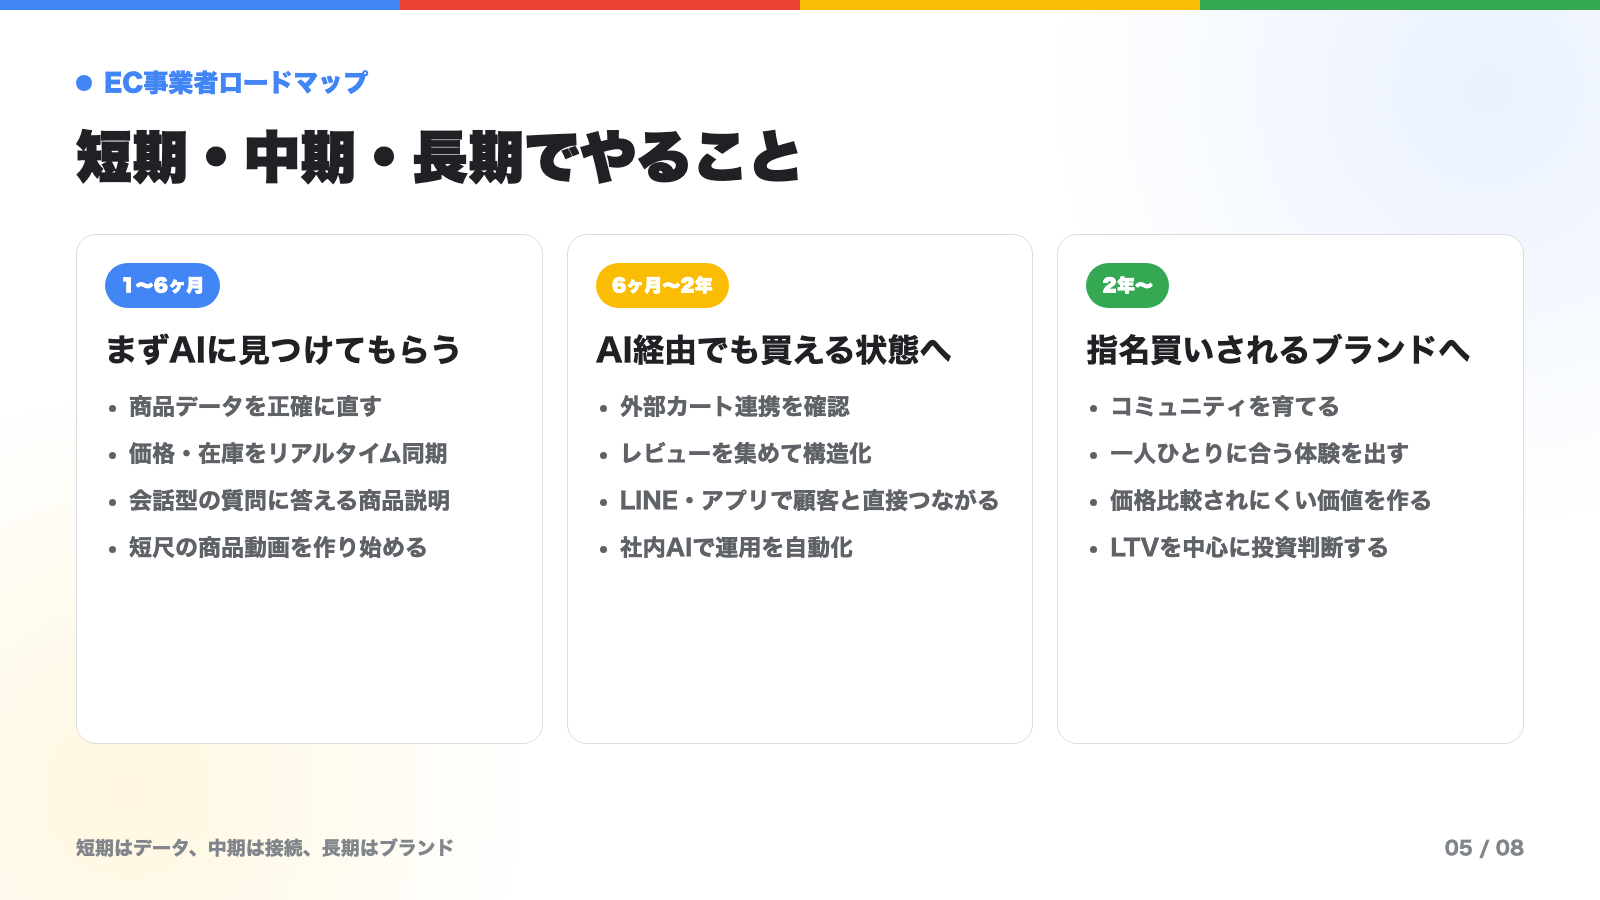 EC事業者ロードマップ
短期・中期・長期でやること
1〜6ヶ月
まずAIに見つけてもらう
• 商品データを正確に直す
• 価格・在庫をリアルタイム同期
• 会話型の質問に答える商品説明
• 短尺の商品動画を作り始める
6ヶ月〜2年
AI経由でも買える状態へ
• 外部カート連携を確認
• レビューを集めて構造化
• LINE・アプリで顧客と直接つながる
• 社内AIで運用を自動化
2年〜
指名買いされるブランドへ
• コミュニティを育てる
• 一人ひとりに合う体験を出す
• 価格比較されにくい価値を作る
• LTVを中心に投資判断する
短期はデータ、中期は接続、長期はブランド
05 / 08